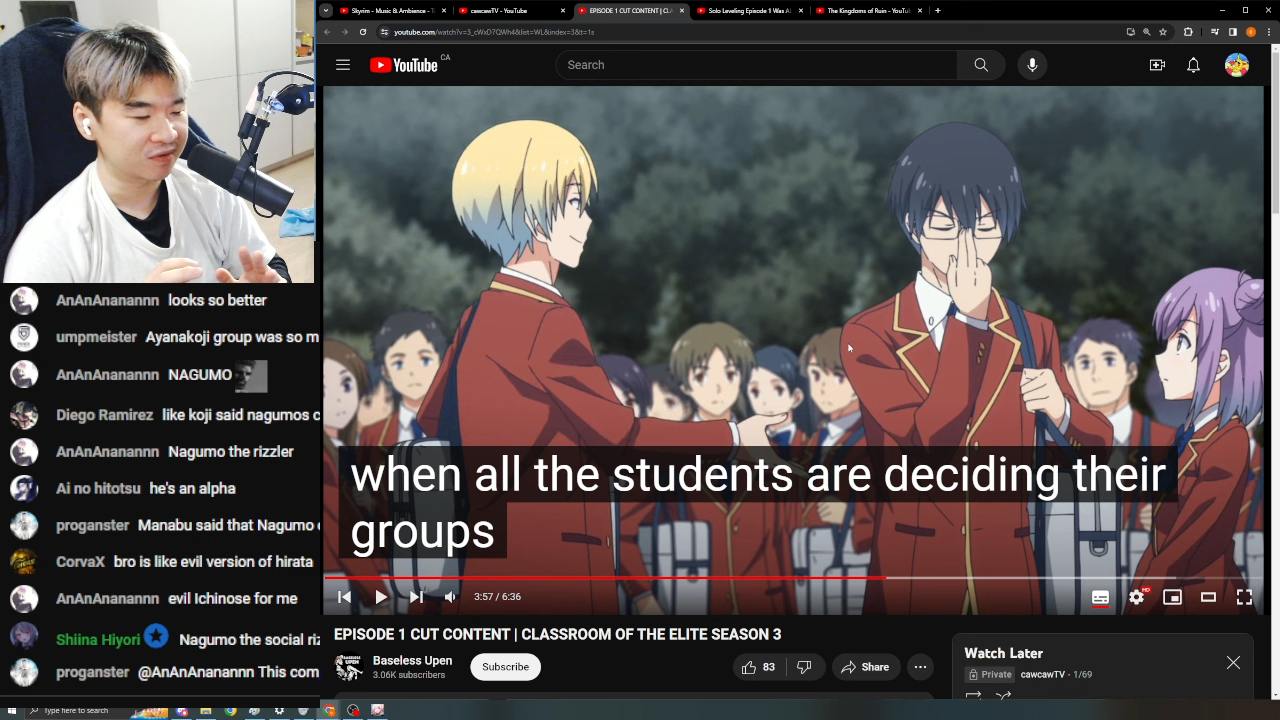 Skyrim - Music & Ambience - T
cawcawTV - YouTube
EPISODE 1 CUT CONTENT | CL
Solo Leveling Episode 1 Was A
The Kingdoms of Ruin - YouTu
youtube.com/watch?v=3_cWxD7QWh4&list=WL&index=3&t=1s
YouTube CA
Search
AnAnAnanannn looks so better
umpmeister Ayanakoji group was so m
AnAnAnanannn NAGUMO
Diego Ramirez like koji said nagumos c
AnAnAnanannn Nagumo the rizzler
Ai no hitotsu he's an alpha
proganster Manabu said that Nagumo
CorvaX bro is like evil version of hirata
AnAnAnanannn evil Ichinose for me
Shiina Hiyori Nagumo the social riz
proganster @AnAnAnanannn This com
when all the students are deciding their
groups
3:57 / 6:36
HD
EPISODE 1 CUT CONTENT | CLASSROOM OF THE ELITE SEASON 3
Baseless Upen
3.06K subscribers
Subscribe
83
Share
Watch Later
Private cawcawTV - 1/69
Type here to search